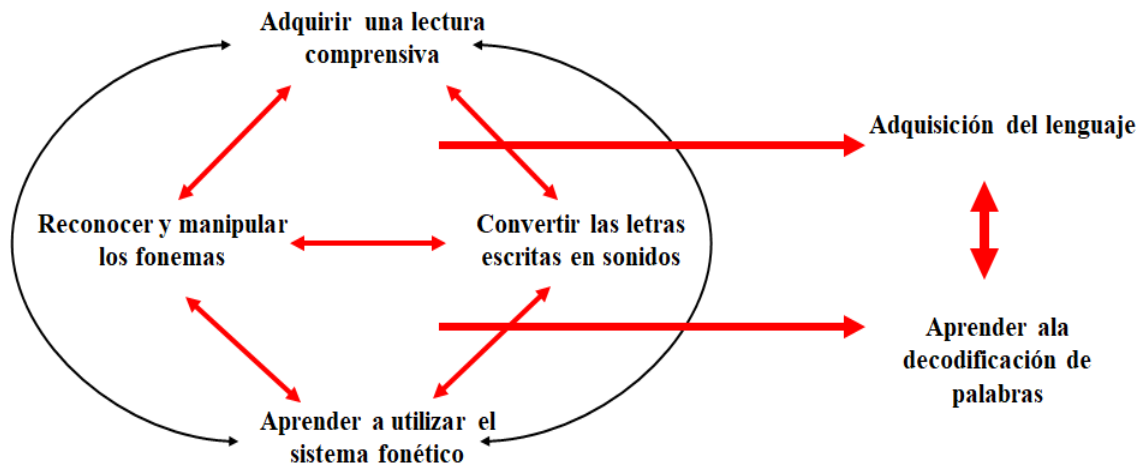 Adquirir una lectura
comprensiva
Adquisición del lenguaje
Reconocer y manipular
los fonemas
Convertir las letras
escritas en sonidos
Aprender ala
decodificación de
palabras
Aprender a utilizar el
sistema fonético